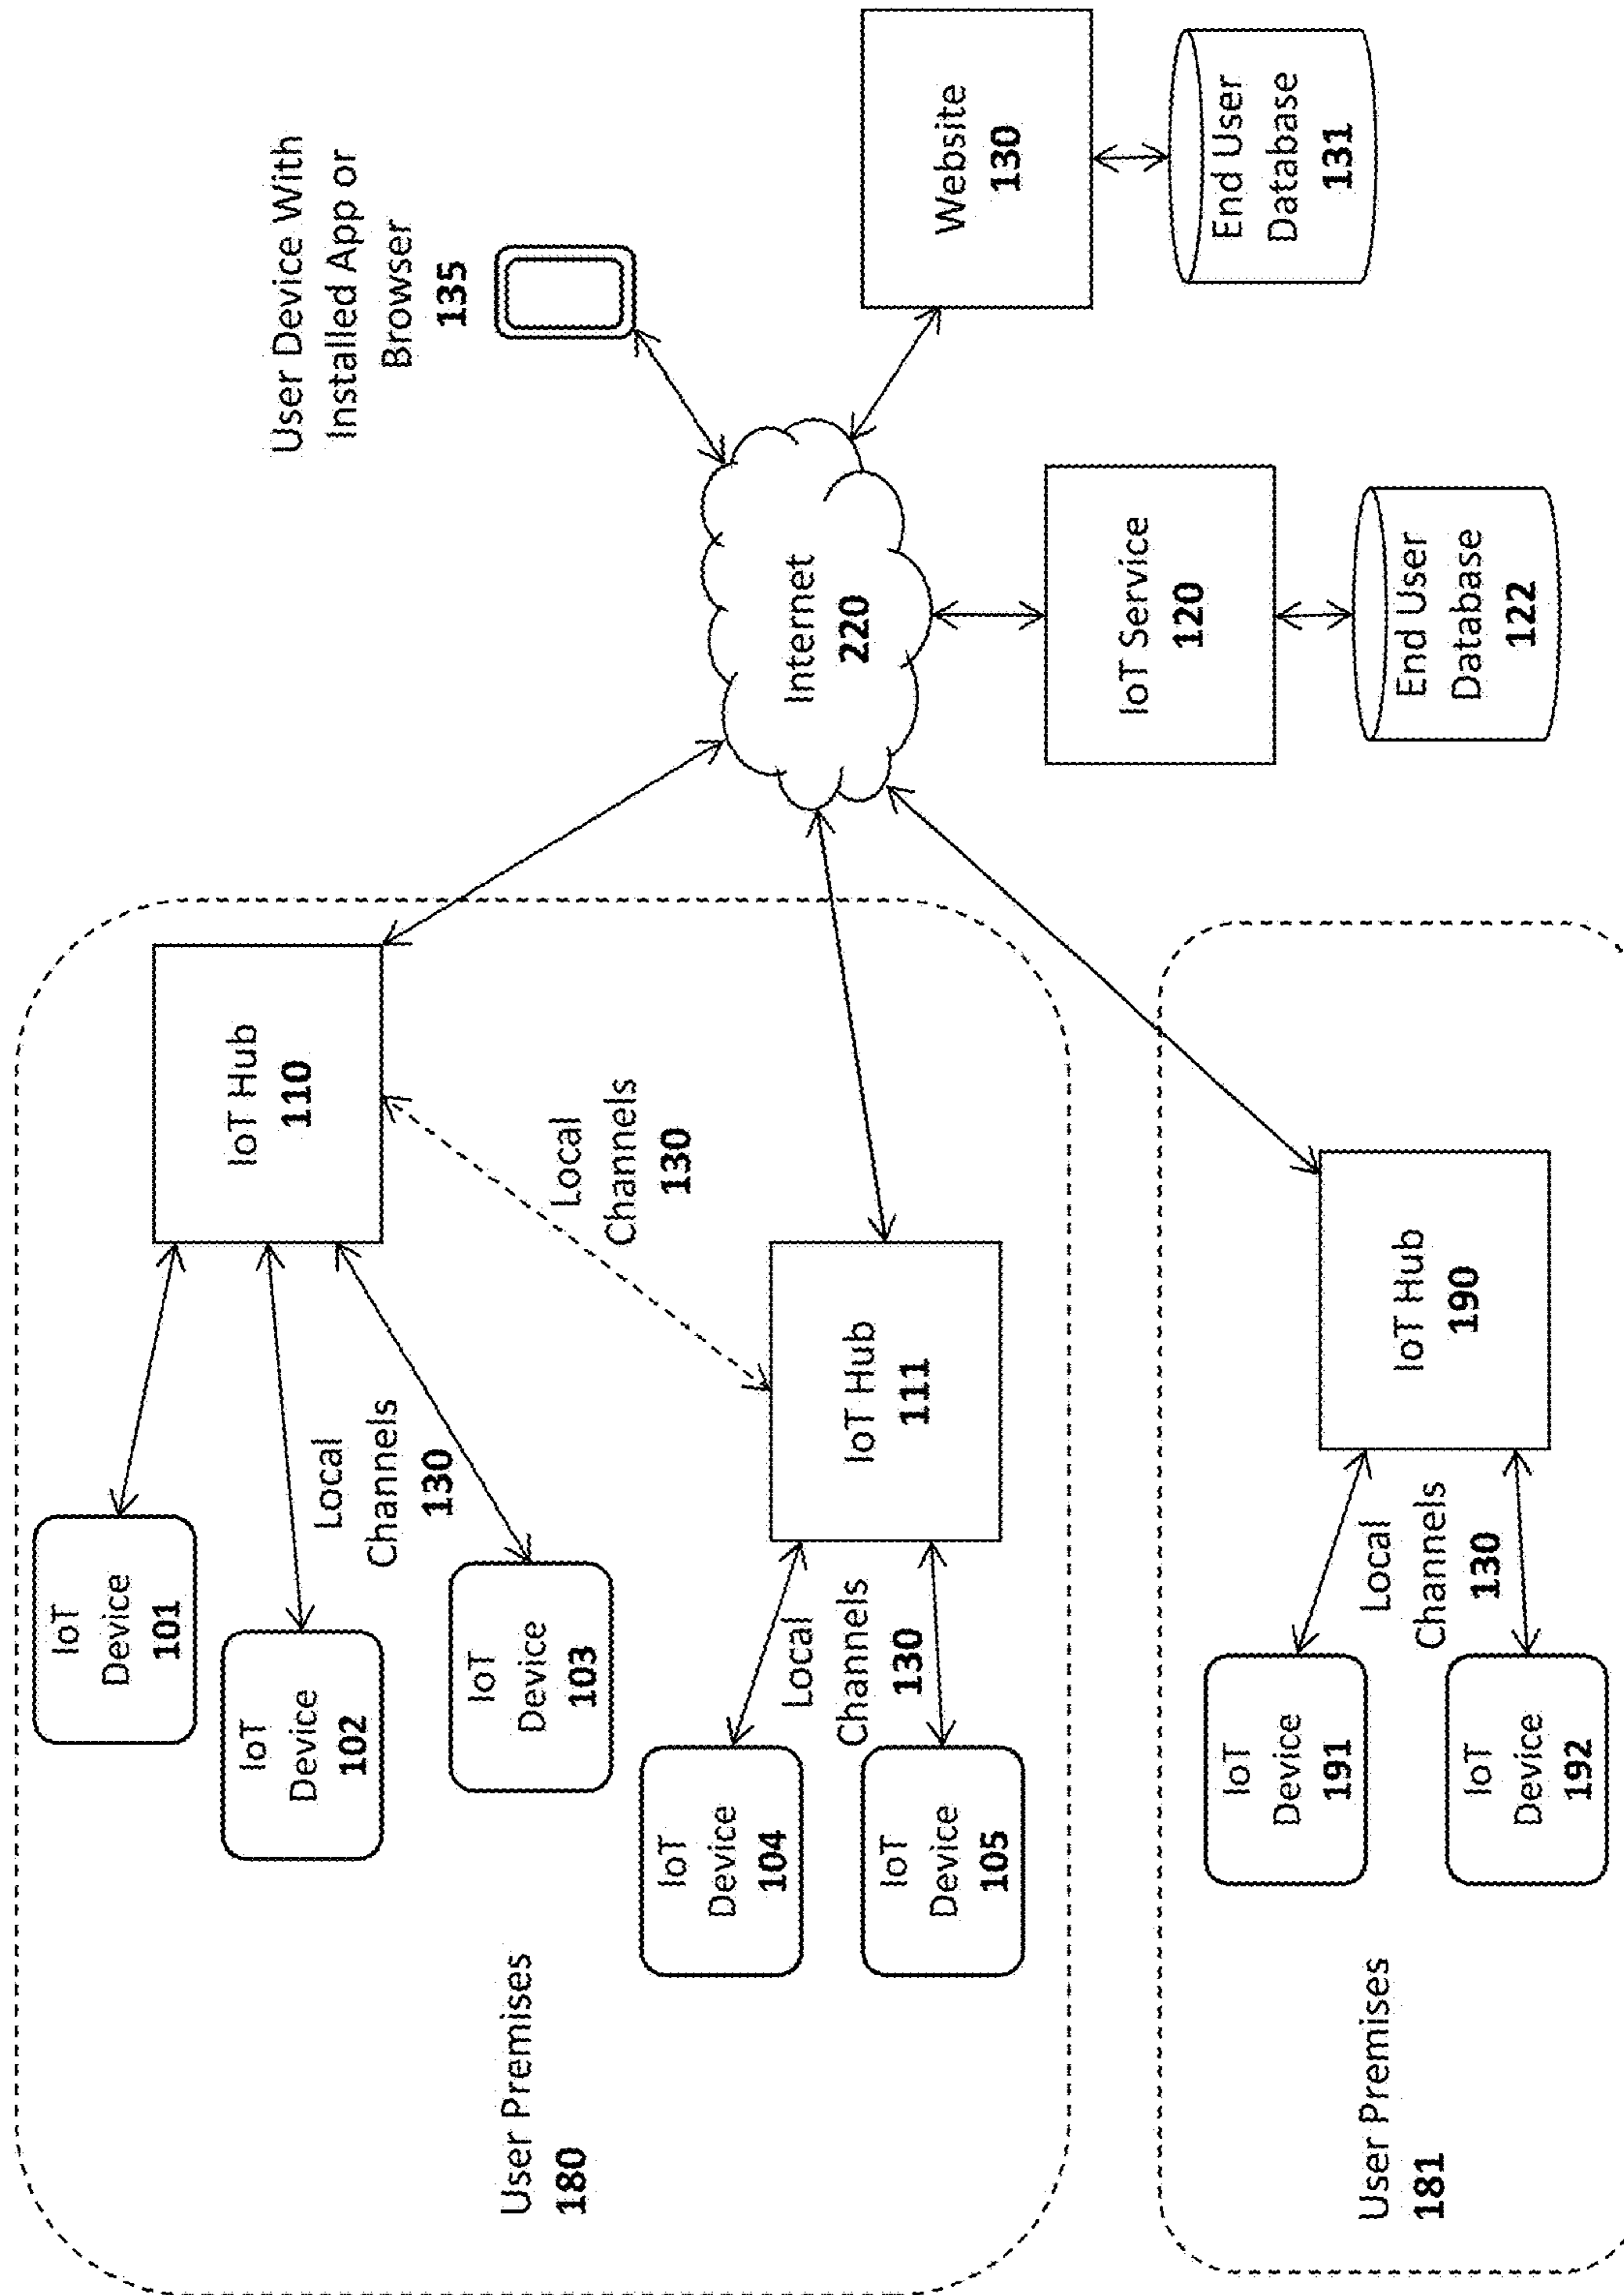 User Device With
Installed App or
Browser
135
IoT
Device
101
IoT Hub
110
IoT
Device
102
Local
Channels
130
IoT
Device
103
Local
Channels
130
User Premises
180
IoT
Device
104
Local
Channels
130
IoT
Device
105
IoT Hub
111
Internet
220
Website
130
End User
Database
131
IoT Service
120
End User
Database
122
IoT
Device
191
Local
Channels
130
IoT
Device
192
IoT Hub
190
User Premises
181